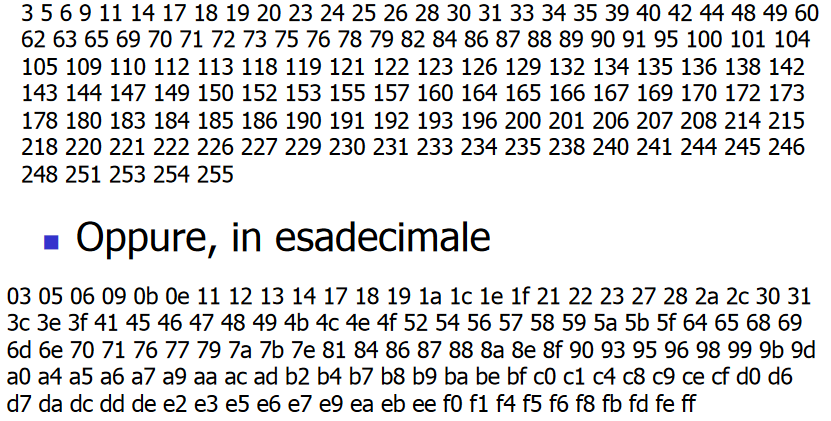 3 5 6 9 11 14 17 18 19 20 23 24 25 26 28 30 31 33 34 35 39 40 42 44 48 49 60
62 63 65 69 70 71 72 73 75 76 78 79 82 84 86 87 88 89 90 91 95 100 101 104
105 109 110 112 113 118 119 121 122 123 126 129 132 134 135 136 138 142
143 144 147 149 150 152 153 155 157 160 164 165 166 167 169 170 172 173
178 180 183 184 185 186 190 191 192 193 196 200 201 206 207 208 214 215
218 220 221 222 226 227 229 230 231 233 234 235 238 240 241 244 245 246
248 251 253 254 255
Oppure, in esadecimale
03 05 06 09 0b 0e 11 12 13 14 17 18 19 1a 1c 1e 1f 21 22 23 27 28 2a 2c 30 31
3c 3e 3f 41 45 46 47 48 49 4b 4c 4e 4f 52 54 56 57 58 59 5a 5b 5f 64 65 68 69
6d 6e 70 71 76 77 79 7a 7b 7e 81 84 86 87 88 8a 8e 8f 90 93 95 96 98 99 9b 9d
a0 a4 a5 a6 a7 a9 aa ac ad b2 b4 b7 b8 b9 ba be bf c0 c1 c4 c8 c9 ce cf d0 d6
d7 da dc dd de e2 e3 e5 e6 e7 e9 ea eb ee f0 f1 f4 f5 f6 f8 fb fd fe ff